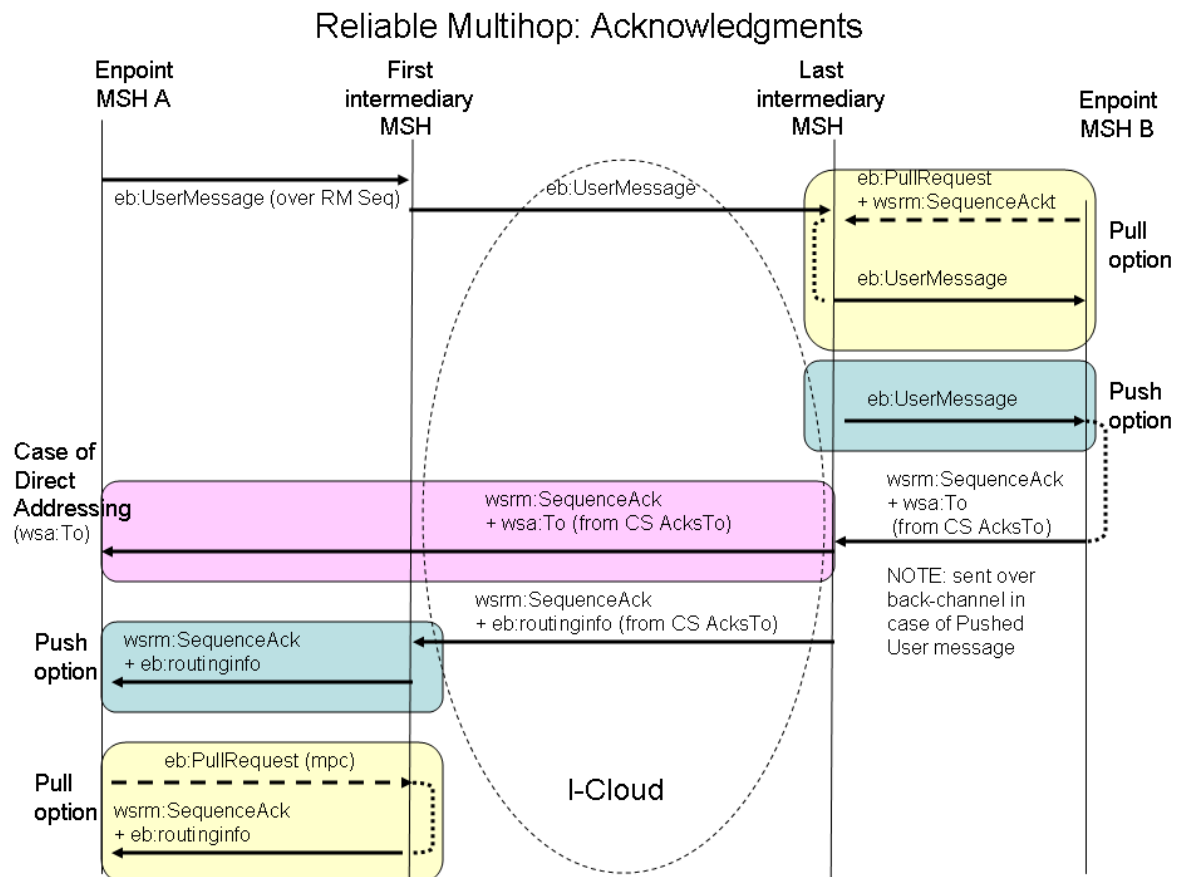 Reliable Multihop: Acknowledgments
Enpoint
MSH A
First
intermediary
MSH
Last
intermediary
MSH
Enpoint
MSH B
eb:UserMessage (over RM Seq)
eb:UserMessage
eb:PullRequest
+ wsrm:SequenceAckt
eb:UserMessage
Pull
option
eb:UserMessage
Push
option
Case of
Direct
Addressing
(wsa:To)
wsrm:SequenceAck
+ wsa:To (from CS AcksTo)
wsrm:SequenceAck
+ wsa:To
(from CS AcksTo)
NOTE: sent over
back-channel in
case of Pushed
User message
wsrm:SequenceAck
+ eb:routinginfo (from CS AcksTo)
Push
option
wsrm:SequenceAck
+ eb:routinginfo
Pull
option
eb:PullRequest (mpc)
wsrm:SequenceAck
+ eb:routinginfo
I-Cloud